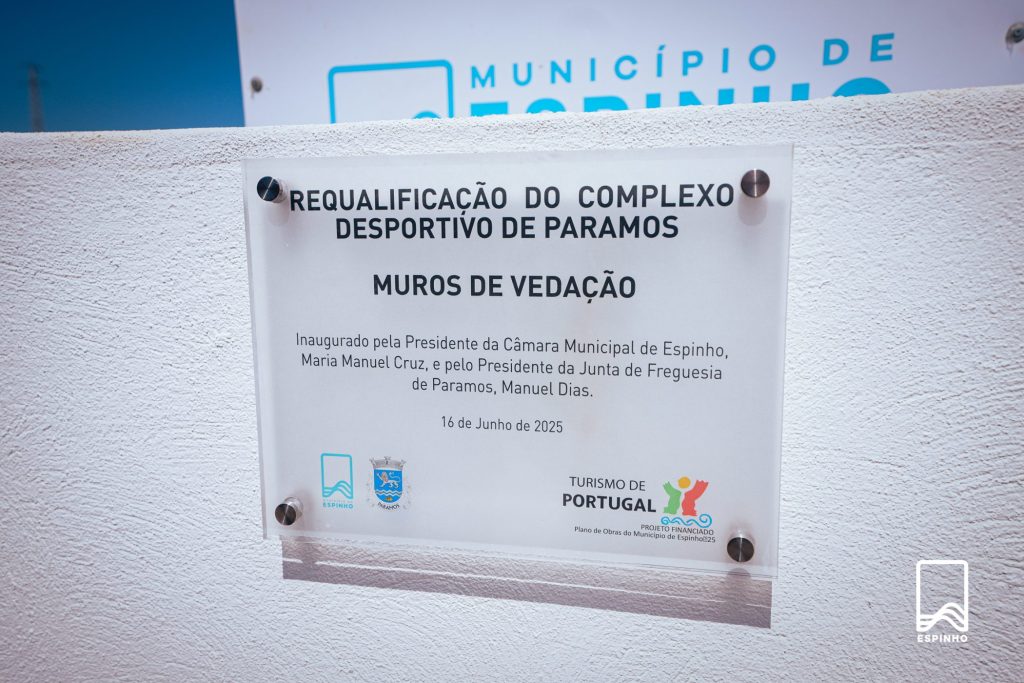 MUNICÍPIO DE
ESPINHO
REQUALIFICAÇÃO DO COMPLEXO
DESPORTIVO DE PARAMOS
MUROS DE VEDAÇÃO
Inaugurado pela Presidente da Câmara Municipal de Espinho,
Maria Manuel Cruz, e pelo Presidente da Junta de Freguesia
de Paramos, Manuel Dias.
16 de Junho de 2025
ESPINHO
PARAMOS
TURISMO DE
PORTUGAL
PROJETO FINANCIADO
Plano de Obras do Município de Espinho 25
ESPINHO